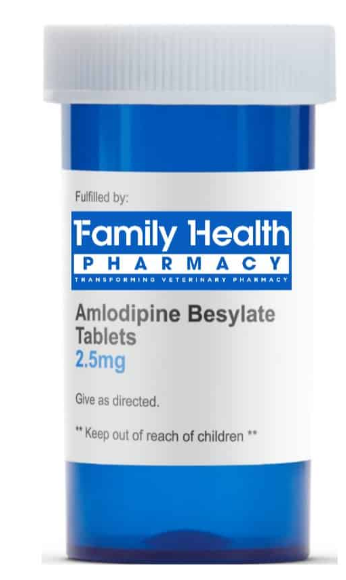 Fulfilled by:
Family Health
PHARMACY
TRANSFORMING VETERINARY PHARMACY
Amlodipine Besylate
Tablets
2.5mg
Give as directed.
** Keep out of reach of children **